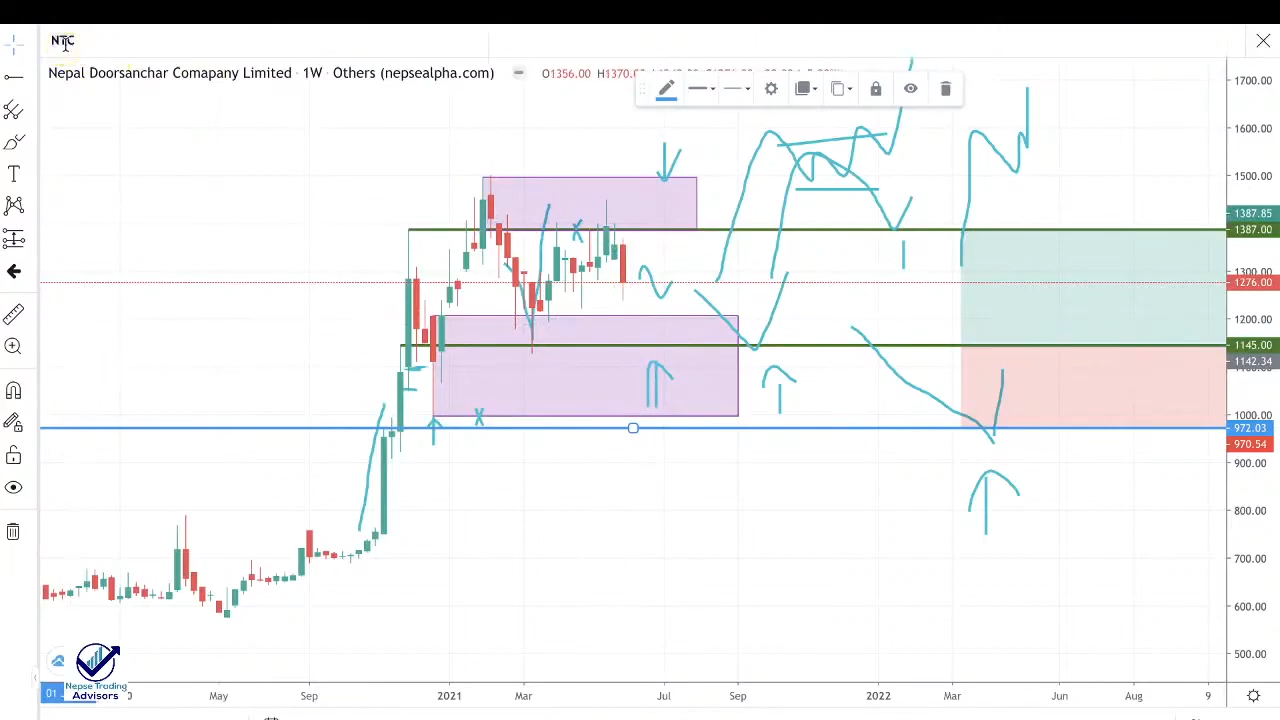 NTC
Nepal Doorsanchar Comapany Limited · 1W · Others (nepsealpha.com)
O1356.00 H1370.
1700.00
1600.00
1500.00
1387.85
1387.00
1300.00
1276.00
1200.00
1145.00
1142.34
1000.00
972.03
970.54
900.00
800.00
700.00
600.00
500.00
x
x
T
Nepse Trading
Advisors
01
0
May
Sep
2021
Mar
Jul
Sep
2022
Mar
Jun
Aug
9